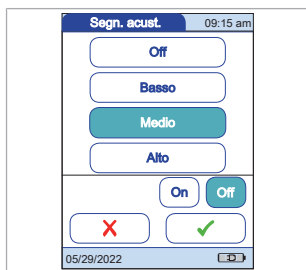 Segn. acust. 09:15 am
Off
Basso
Medio
Alto
On Off
05/29/2022